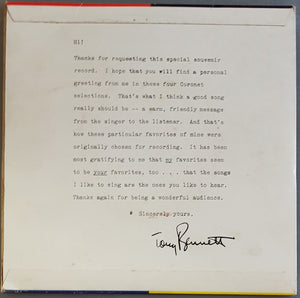 Hi!
Thanks for requesting this special souvenir
record. I hope that you will find a personal
greeting from me in these four Coronet
selections. That's what I think a good song
really should be -- a warm, friendly message
from the singer to the listener. And that's
how these particular favorites of mine were
originally chosen for recording. It has been
most gratifying to me that my favorites seem
to be your favorites, too . . . that the songs
I like to sing are the ones you like to hear.
Thanks again for being a wonderful audience.
Sincerely yours,
Tony Bennett